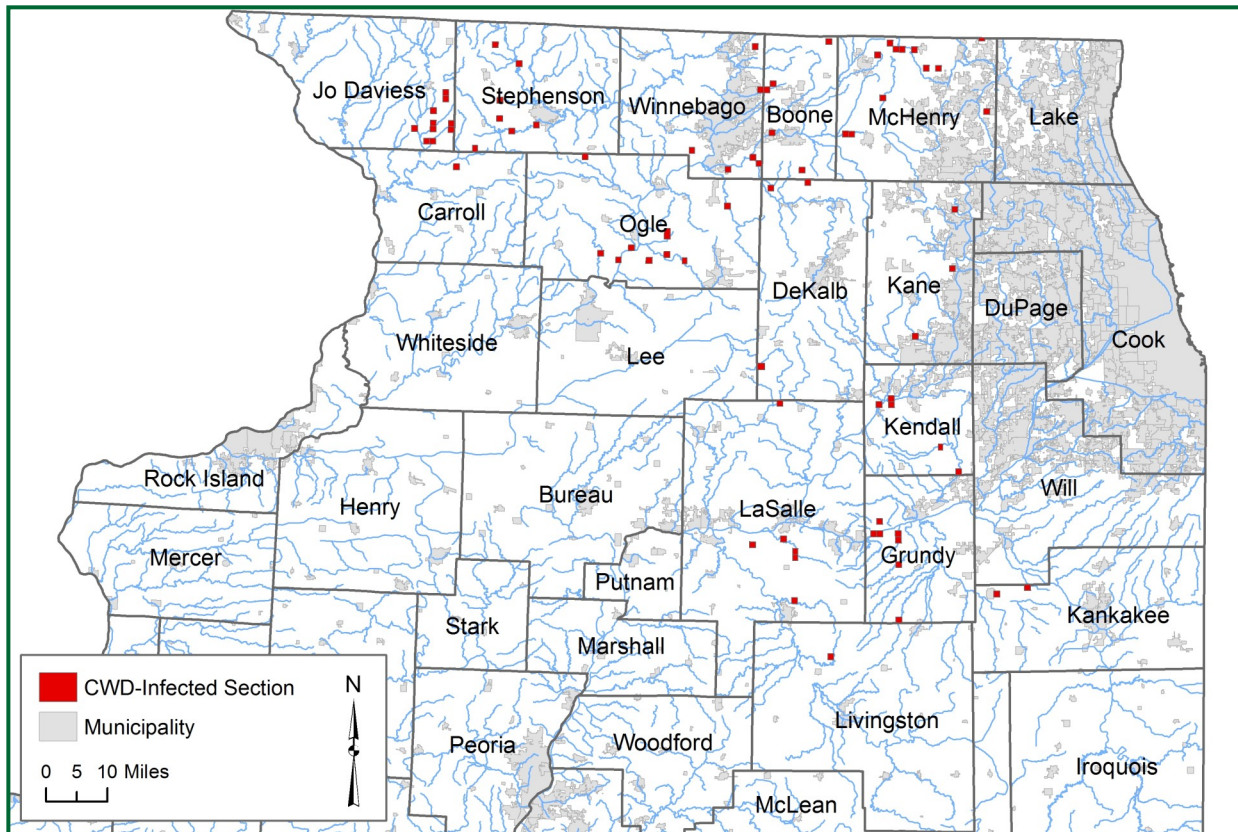 Jo Daviess
Stephenson
Winnebago
Boone
McHenry
Lake
Carroll
Ogle
DeKalb
Kane
DuPage
Cook
Whiteside
Lee
Kendall
Rock Island
Henry
Bureau
LaSalle
Will
Mercer
Putnam
Grundy
Stark
Marshall
Kankakee
Peoria
Woodford
Livingston
Iroquois
McLean
CWD-Infected Section
Municipality
N
0 5 10 Miles